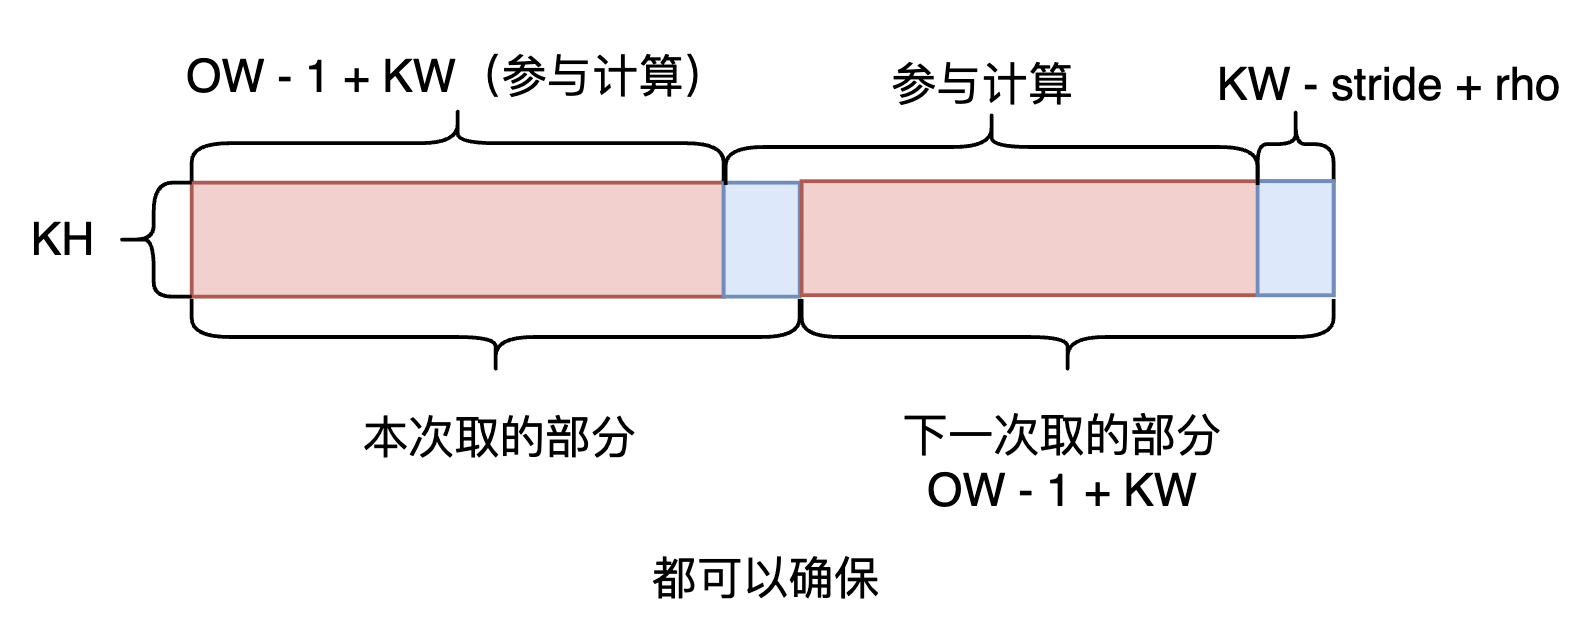 OW - 1 + KW（参与计算）
参与计算
KW - stride + rho
KH
本次取的部分
下一次取的部分
OW - 1 + KW
都可以确保